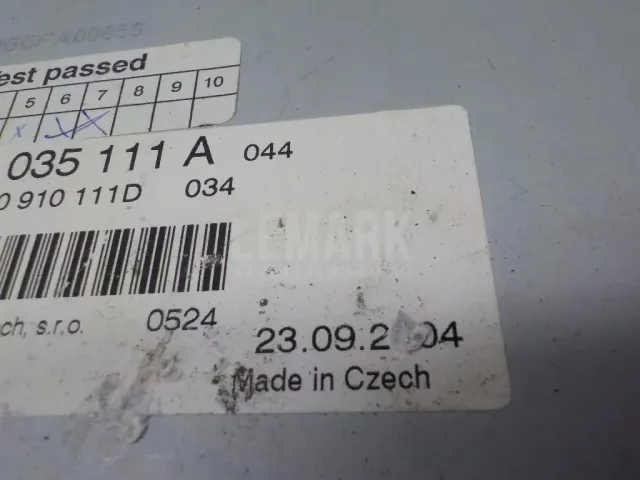 est passed
5 6 7 8 9 10
x
035 111 A 044
0 910 111D 034
LEMARK
ch, s.r.o. 0524
23.09.2 04
Made in Czech